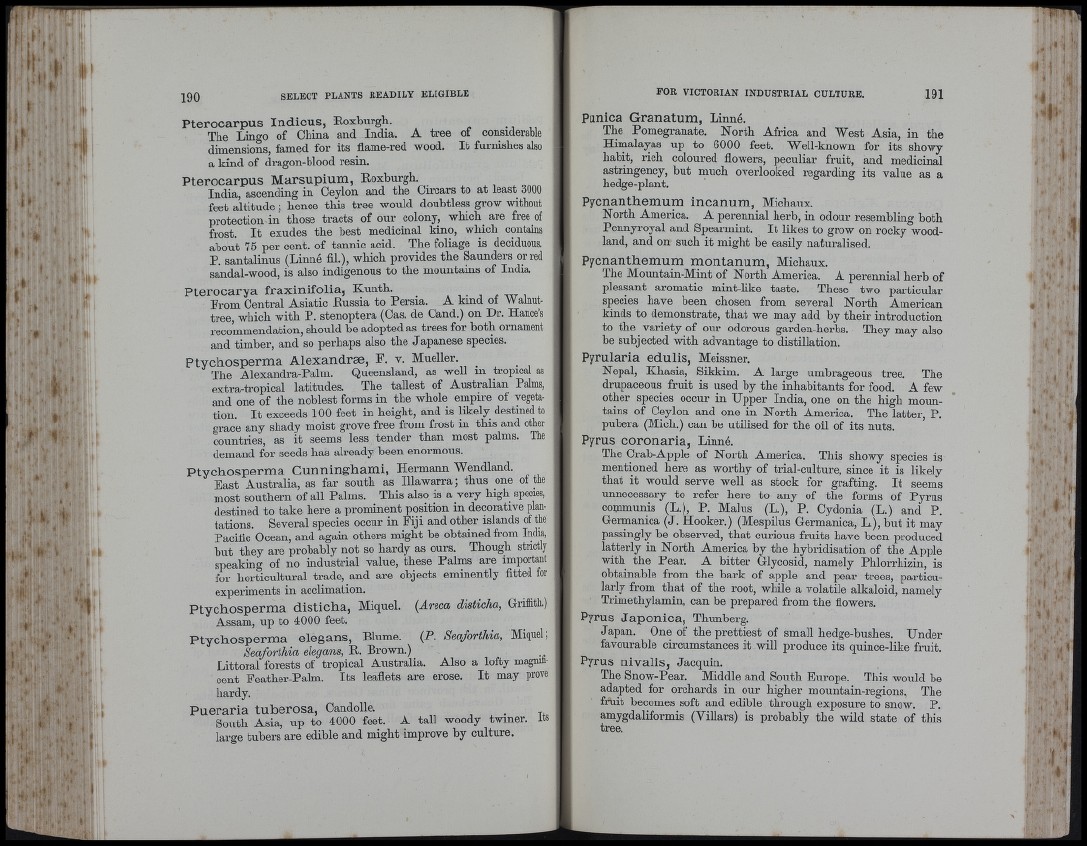 190
SELECT PLANTS READILY ELIGIBLE
Pterocarpus Indicus, Roxburgh.
The Lingo of China and India. A tree of considerable
dimensions, famed for its flame-red wood. It furnishes also
a kind of dragon-blood resin.
Pterocarpus Marsupium, Roxburgh.
India, ascending in Ceylon and the Circars to at least 3000
feet altitude; hence this tree would doubtless grow without
protection in those tracts of our colony, which are free of
frost. It exudes the best medicinal kino, which contains
about 75 per cent. of tannic acid. The foliage is deciduous.
P. santalinus (Linné fil.), which provides the Saunders or red
sandal-wood, is also indigenous to the mountains of India.
Pterocarya fraxinifolia, Kunth.
From Central Asiatic Russia to Persia. A kind of Walnut-
tree, which with P. stenoptera (Cas. de Cand.) on Dr. Hance's
recommendation, should be adopted as trees for both ornament
and timber, and so perhaps also the Japanese species.
Ptychosperma Alexandræ, F. v. Mueller.
The Alexandra-Palm. Queensland, as well in tropical as
extra-tropical latitudes. The tallest of Australian Palms,
and one of the noblest forms in the whole empire of vegeta-
tion. It exceeds 100 feet in height, and is likely destined to
grace any shady moist grove free from frost in this and other
countries, as it seems less tender than most palms. The
demand for seeds has already been enormous.
Ptychosperma Cunninghami, Hermann Wendland.
East Australia, as far south as Illawarra; thus one of the
most southern of all Palms. This also is a very high species,
destined to take here a prominent position in decorative plan-
tations. Several species occur in Fiji and other islands of the
Pacific Ocean, and again others might be obtained from India,
but they are probably not so hardy as ours. Though strictly
speaking of no industrial value, these Palms are important
for horticultural trade, and are objects eminently fitted for
experiments in acclimation.
Ptychosperma disticha, Miquel. (Areca disticha, Griffith.)
Assam, up to 4000 feet.
Ptychosperma elegans, Blume. (P. Seaforthia, Miquel;
Seaforthia elegans, R. Brown.)
Littoral forests of tropical Australia. Also a lofty magnifi-
cent Feather-Palm. Its leaflets are erose. It may prove
hardy.
Pueraria tuberosa, Candolle.
South Asia, up to 4000 feet. A tall woody twiner. Its
large tubers are edible and might improve by culture.
FOR VICTORIAN INDUSTRIAL CULTURE.
191
Punica Granatum, Linné.
The Pomegranate. North Africa and West Asia, in the
Himalayas up to 6000 feet. Well-known for its showy
habit, rich coloured flowers, peculiar fruit, and medicinal
astringency, but much overlooked regarding its value as a
hedge-plant.
Pycnanthemum incanum, Michaux.
North America. A perennial herb, in odour resembling both
Pennyroyal and Spearmint. It likes to grow on rocky wood-
land, and on such it might be easily naturalised.
Pycnanthemum montanum, Michaux.
The Mountain-Mint of North America. A perennial herb of
pleasant aromatic mint-like taste. These two particular
species have been chosen from several North American
kinds to demonstrate, that we may add by their introduction
to the variety of our odorous garden-herbs. They may also
be subjected with advantage to distillation.
Pyrularia edulis, Meissner.
Nepal, Khasia, Sikkim. A large umbrageous tree. The
drupaceous fruit is used by the inhabitants for food. A few
other species occur in Upper India, one on the high moun-
tains of Ceylon and one in North America. The latter, P.
pubera (Mich.) can be utilised for the oil of its nuts.
Pyrus coronaria, Linné.
The Crab-Apple of North America. This showy species is
mentioned here as worthy of trial-culture, since it is likely
that it would serve well as stock for grafting. It seems
unnecessary to refer here to any of the forms of Pyrus
communis (L.), P. Malus (L.), P. Cydonia (L.) and P.
Germanica (J. Hooker.) (Mespilus Germanica, L), but it may
passingly be observed, that curious fruits have been produced
latterly in North America by the hybridisation of the Apple
with the Pear. A bitter Glycosid, namely Phlorrhizin, is
obtainable from the bark of apple and pear trees, particu-
larly from that of the root, while a volatile alkaloid, namely
Trimethylamin, can be prepared from the flowers.
Pyrus Japonica, Thunberg.
Japan. One of the prettiest of small hedge-bushes. Under
favourable circumstances it will produce its quince-like fruit.
Pyrus nivalis, Jacquin.
The Snow-Pear. Middle and South Europe. This would be
adapted for orchards in our higher mountain-regions. The
fruit becomes soft and edible through exposure to snow. P.
amygdaliformis (Villars) is probably the wild state of this
tree.